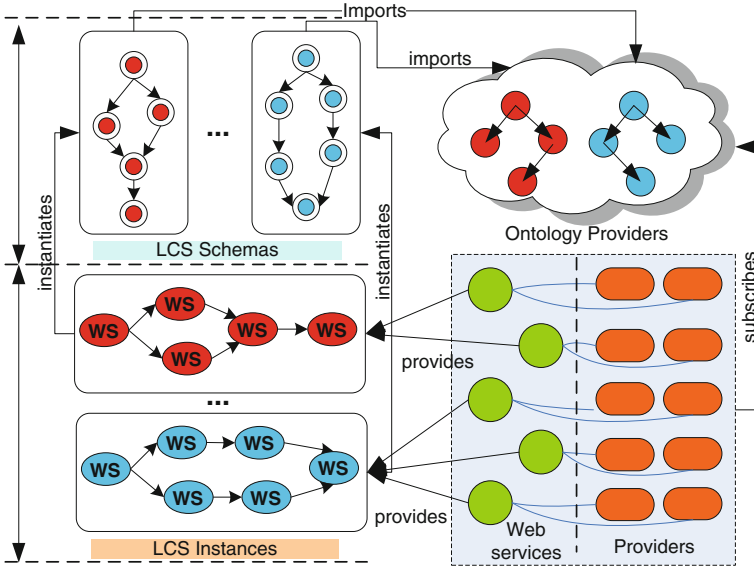 Imports
imports
...
Ontology Providers
LCS Schemas
instantiates
instantiates
subscribes
WS
WS
WS
WS
WS
provides
...
WS
WS
WS
WS
WS
WS
provides
LCS Instances
Web
services
Providers